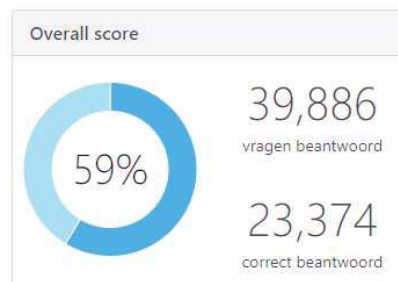 Overall score
59%
39,886
vragen beantwoord
23,374
correct beantwoord